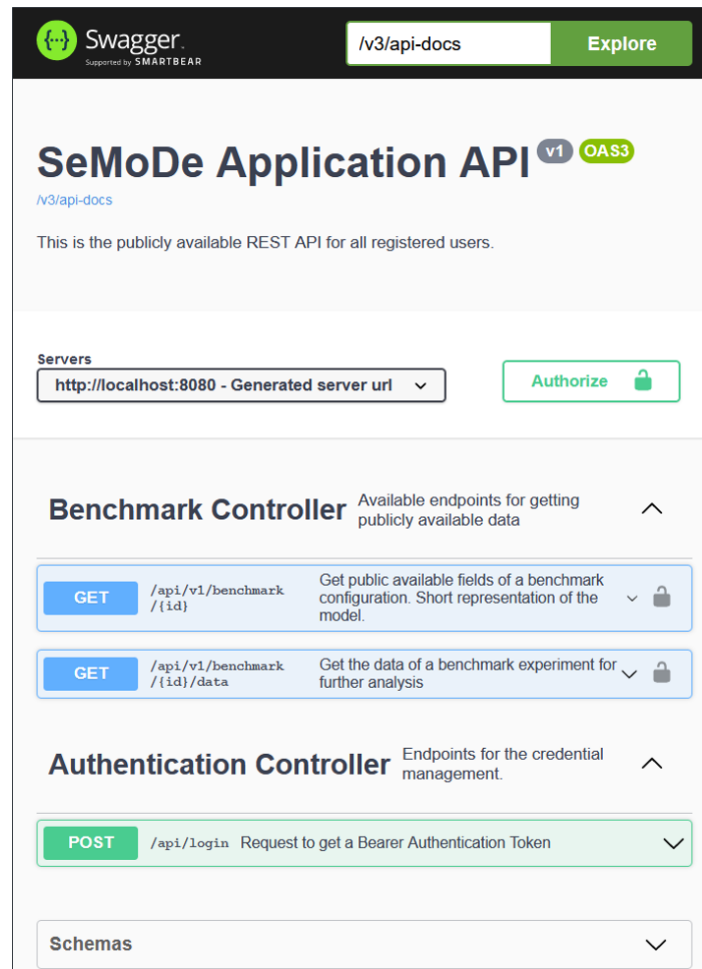 Swagger.
Supported by SMARTBEAR
/v3/api-docs
Explore
SeMoDe Application API v1 OAS3
/v3/api-docs
This is the publicly available REST API for all registered users.
Servers
http://localhost:8080 - Generated server url
Authorize
Benchmark Controller
Available endpoints for getting
publicly available data
GET
/api/v1/benchmark
/{id}
Get public available fields of a benchmark
configuration. Short representation of the
model.
GET
/api/v1/benchmark
/{id}/data
Get the data of a benchmark experiment for
further analysis
Authentication Controller
Endpoints for the credential
management.
POST
/api/login
Request to get a Bearer Authentication Token
Schemas